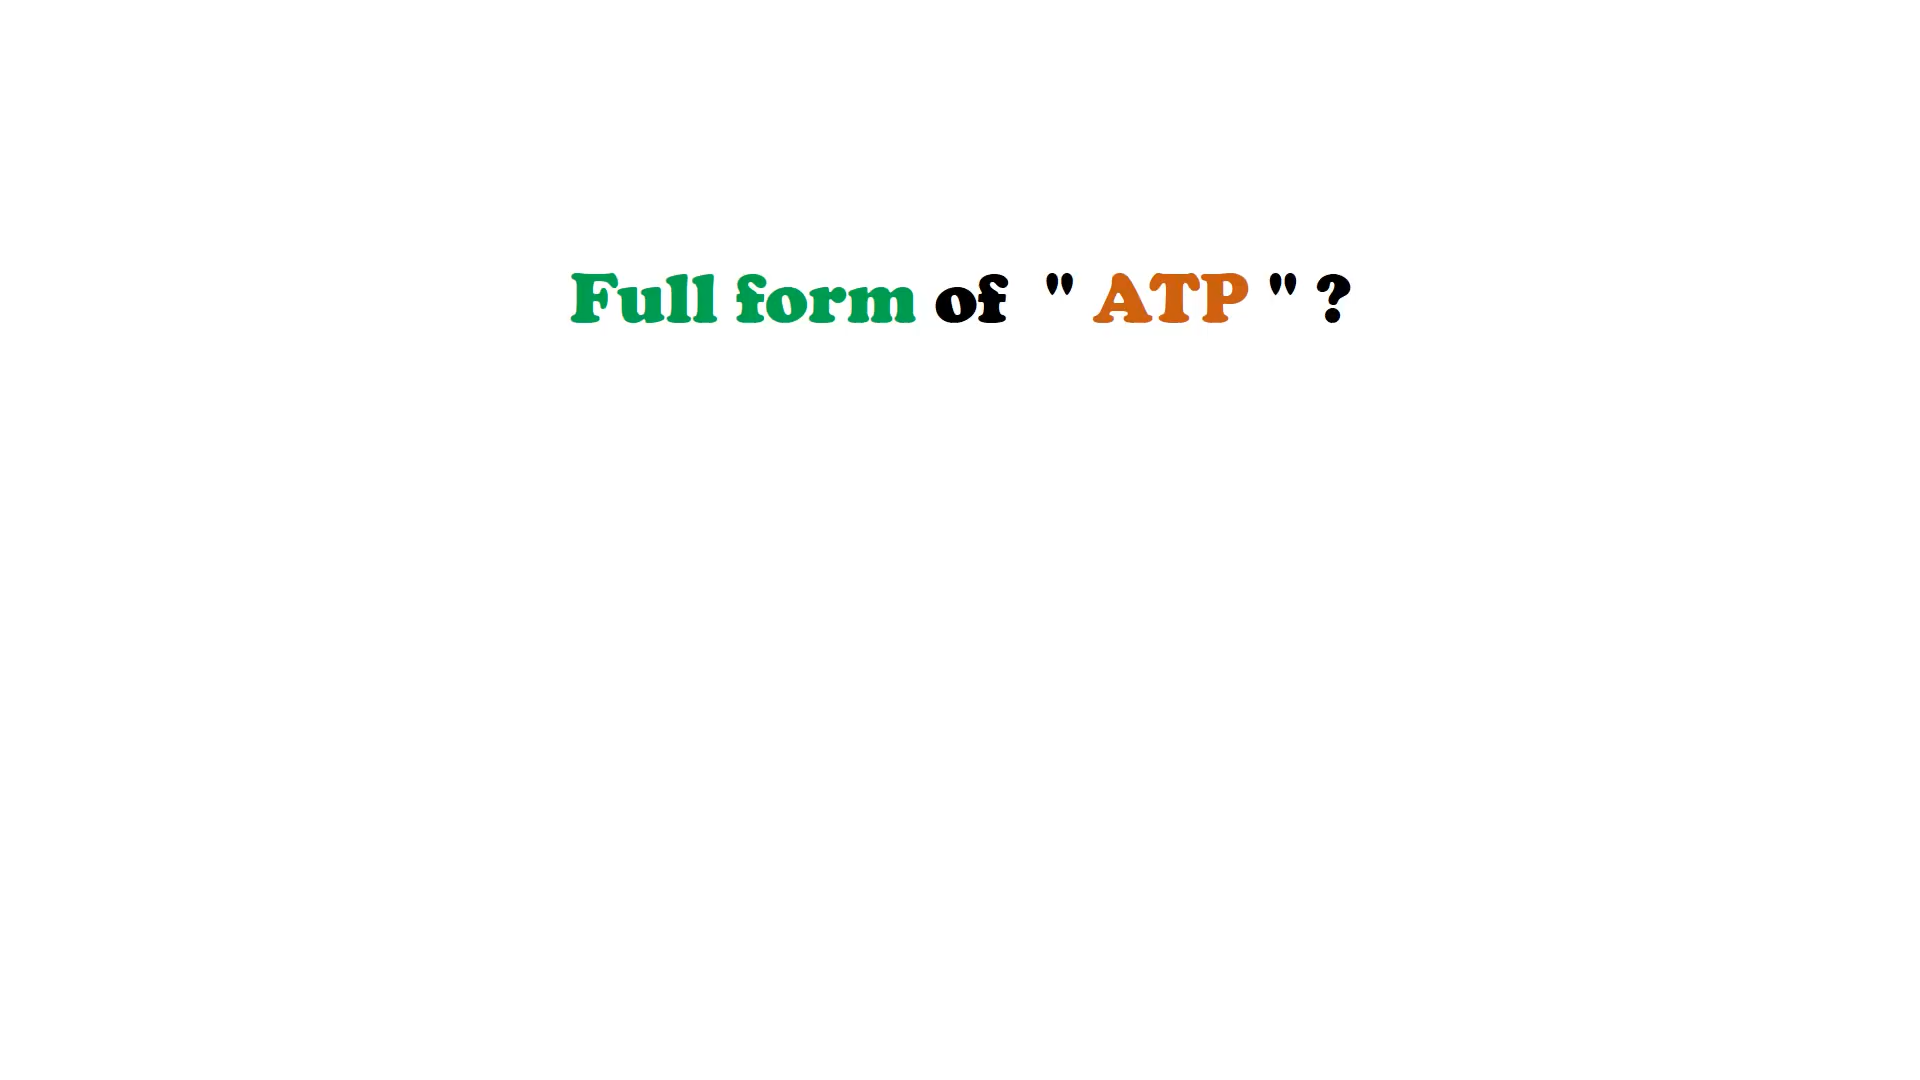 Full form of " ATP " ?